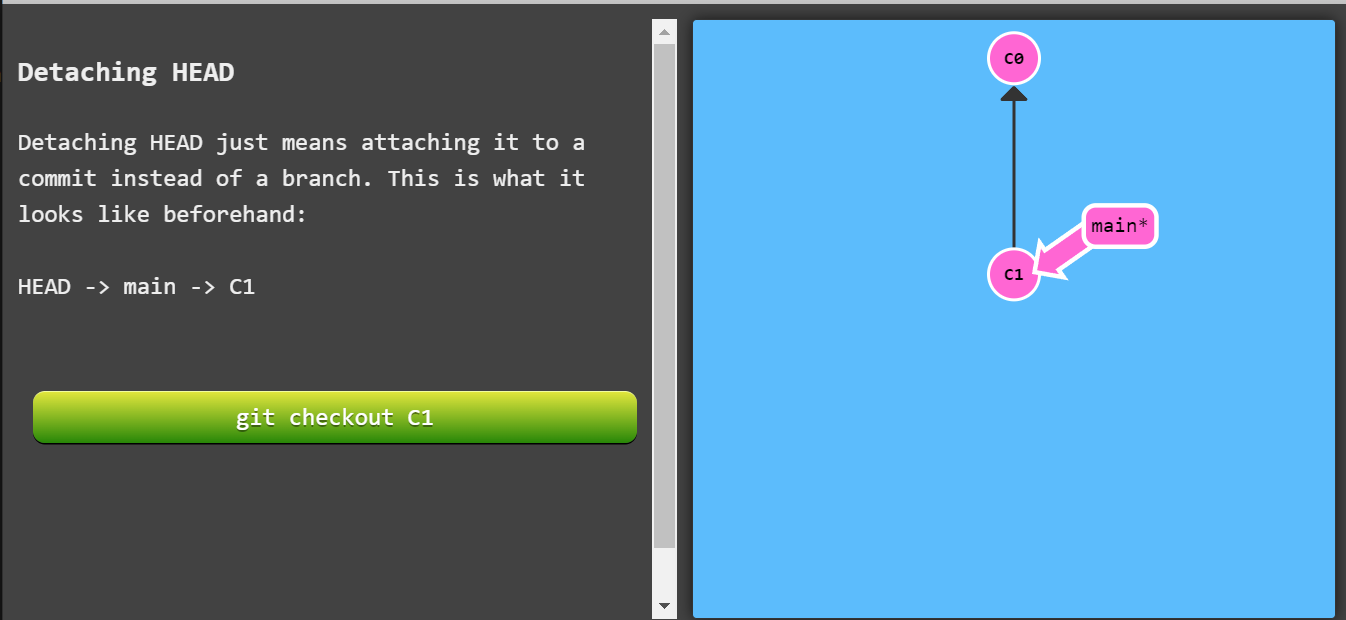 Detaching HEAD
Detaching HEAD just means attaching it to a
commit instead of a branch. This is what it
looks like beforehand:
HEAD -> main -> C1
git checkout C1
C0
main*
C1